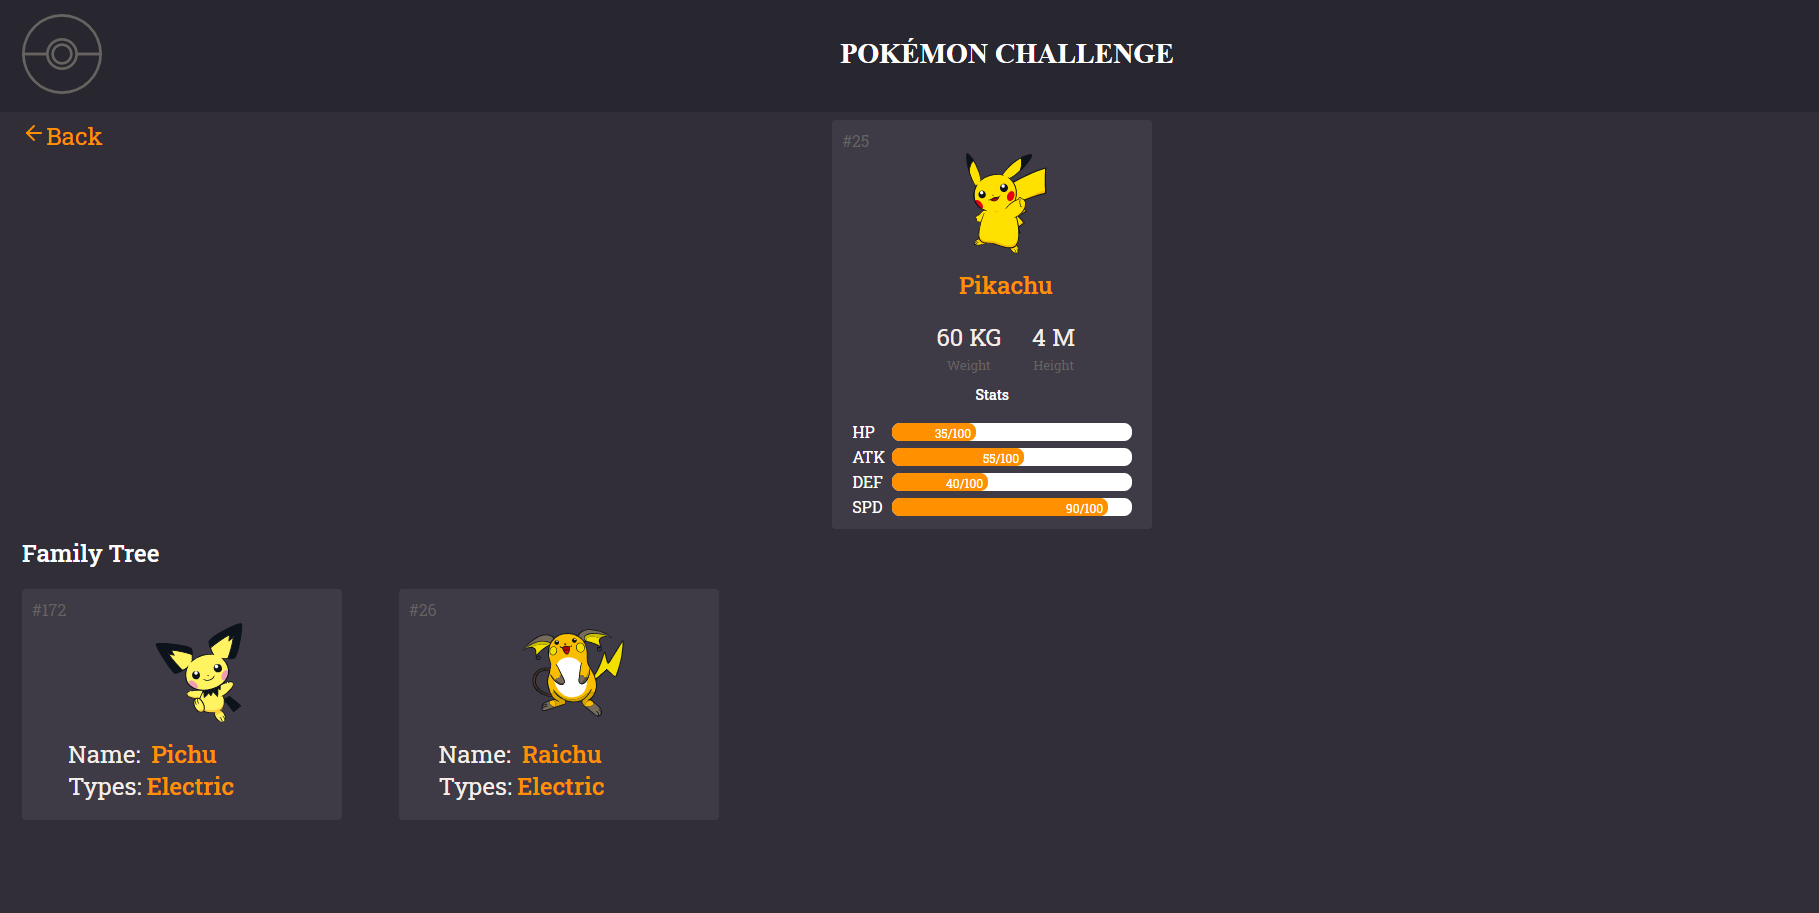 POKÉMON CHALLENGE
Back
#25
Pikachu
60 KG 4 M
Weight Height
Stats
HP 35/100
ATK 55/100
DEF 40/100
SPD 90/100
Family Tree
#172
Name: Pichu
Types: Electric
#26
Name: Raichu
Types: Electric